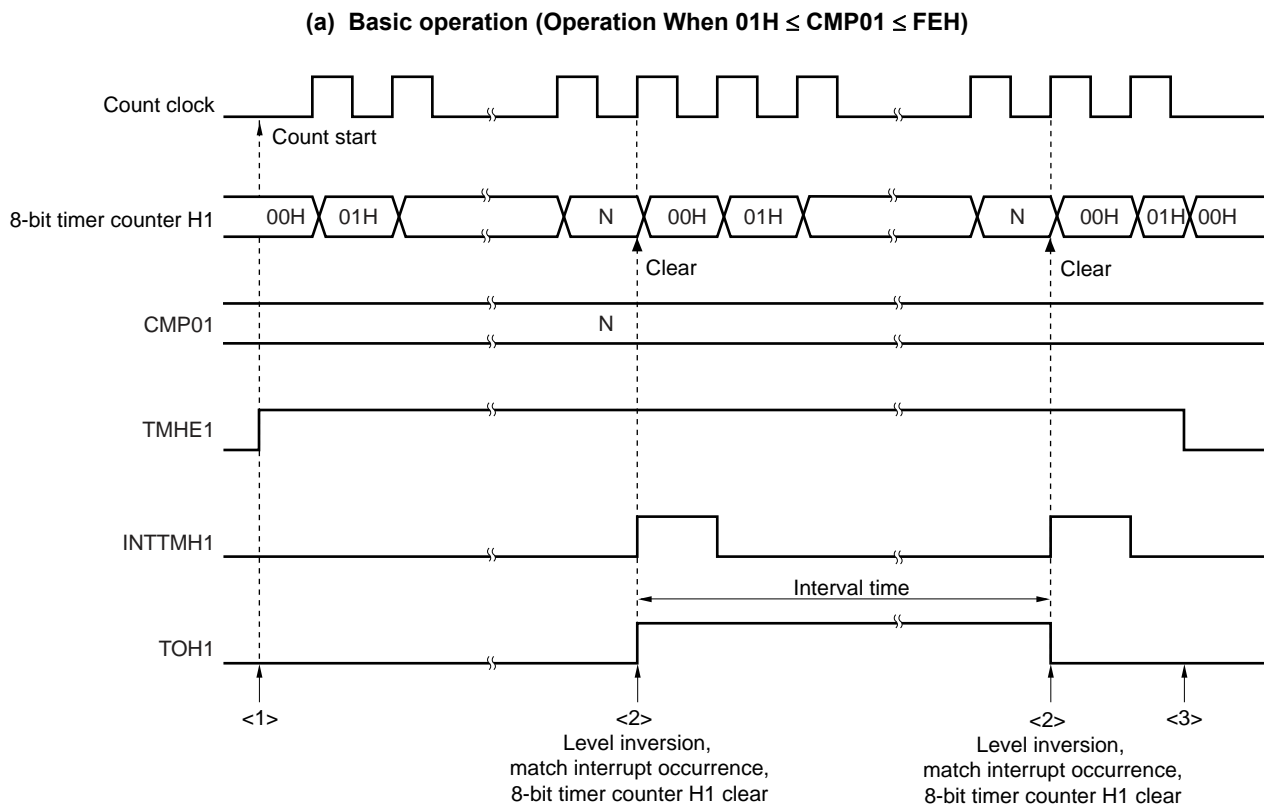 (a) Basic operation (Operation When 01H ≤ CMP01 ≤ FEH)
Count clock
Count start
8-bit timer counter H1
00H 01H N 00H 01H N 00H 01H 00H
Clear Clear
CMP01
N
TMHE1
INTTMH1
Interval time
TOH1
<1> <2> <2> <3>
Level inversion,
match interrupt occurrence,
8-bit timer counter H1 clear
Level inversion,
match interrupt occurrence,
8-bit timer counter H1 clear